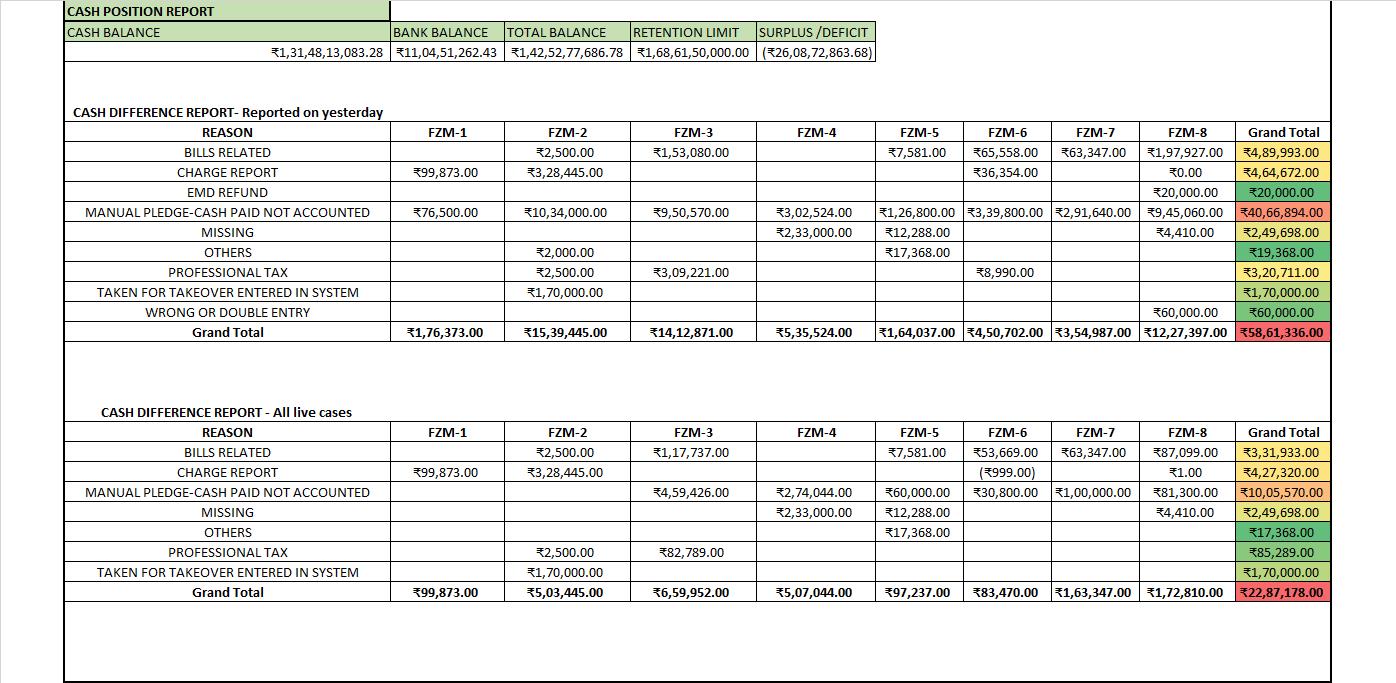 CASH POSITION REPORT
CASH BALANCE BANK BALANCE TOTAL BALANCE RETENTION LIMIT SURPLUS /DEFICIT
₹1,31,48,13,083.28 ₹11,04,51,262.43 ₹1,42,52,77,686.78 ₹1,68,61,50,000.00 (₹26,08,72,863.68)
CASH DIFFERENCE REPORT- Reported on yesterday
REASON FZM-1 FZM-2 FZM-3 FZM-4 FZM-5 FZM-6 FZM-7 FZM-8 Grand Total
BILLS RELATED ₹2,500.00 ₹1,53,080.00 ₹7,581.00 ₹65,558.00 ₹63,347.00 ₹1,97,927.00 ₹4,89,993.00
CHARGE REPORT ₹99,873.00 ₹3,28,445.00 ₹36,354.00 ₹0.00 ₹4,64,672.00
EMD REFUND ₹20,000.00 ₹20,000.00
MANUAL PLEDGE-CASH PAID NOT ACCOUNTED ₹76,500.00 ₹10,34,000.00 ₹9,50,570.00 ₹3,02,524.00 ₹1,26,800.00 ₹3,39,800.00 ₹2,91,640.00 ₹9,45,060.00 ₹40,66,894.00
MISSING ₹2,33,000.00 ₹12,288.00 ₹4,410.00 ₹2,49,698.00
OTHERS ₹2,000.00 ₹17,368.00 ₹19,368.00
PROFESSIONAL TAX ₹2,500.00 ₹3,09,221.00 ₹8,990.00 ₹3,20,711.00
TAKEN FOR TAKEOVER ENTERED IN SYSTEM ₹1,70,000.00 ₹1,70,000.00
WRONG OR DOUBLE ENTRY ₹60,000.00 ₹60,000.00
Grand Total ₹1,76,373.00 ₹15,39,445.00 ₹14,12,871.00 ₹5,35,524.00 ₹1,64,037.00 ₹4,50,702.00 ₹3,54,987.00 ₹12,27,397.00 ₹58,61,336.00
CASH DIFFERENCE REPORT - All live cases
REASON FZM-1 FZM-2 FZM-3 FZM-4 FZM-5 FZM-6 FZM-7 FZM-8 Grand Total
BILLS RELATED ₹2,500.00 ₹1,17,737.00 ₹7,581.00 ₹53,669.00 ₹63,347.00 ₹87,099.00 ₹3,31,933.00
CHARGE REPORT ₹99,873.00 ₹3,28,445.00 (₹999.00) ₹1.00 ₹4,27,320.00
MANUAL PLEDGE-CASH PAID NOT ACCOUNTED ₹4,59,426.00 ₹2,74,044.00 ₹60,000.00 ₹30,800.00 ₹1,00,000.00 ₹81,300.00 ₹10,05,570.00
MISSING ₹2,33,000.00 ₹12,288.00 ₹4,410.00 ₹2,49,698.00
OTHERS ₹17,368.00 ₹17,368.00
PROFESSIONAL TAX ₹2,500.00 ₹82,789.00 ₹85,289.00
TAKEN FOR TAKEOVER ENTERED IN SYSTEM ₹1,70,000.00 ₹1,70,000.00
Grand Total ₹99,873.00 ₹5,03,445.00 ₹6,59,952.00 ₹5,07,044.00 ₹97,237.00 ₹83,470.00 ₹1,63,347.00 ₹1,72,810.00 ₹22,87,178.00